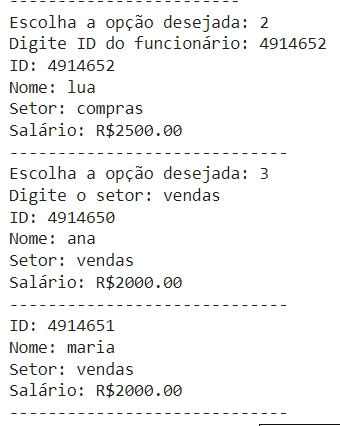 ------------------------
Escolha a opção desejada: 2
Digite ID do funcionário: 4914652
ID: 4914652
Nome: lua
Setor: compras
Salário: R$2500.00
-----------------------------
Escolha a opção desejada: 3
Digite o setor: vendas
ID: 4914650
Nome: ana
Setor: vendas
Salário: R$2000.00
-----------------------------
ID: 4914651
Nome: maria
Setor: vendas
Salário: R$2000.00
-----------------------------